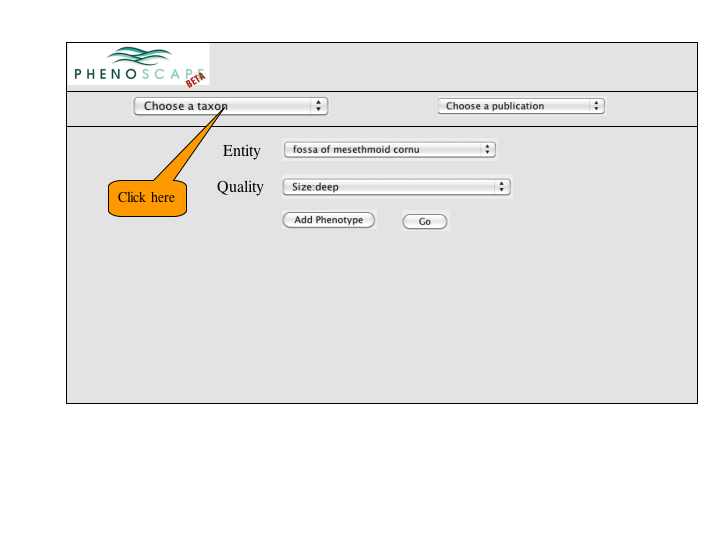 PHENOSCAPE
BETA
Choose a taxon
Choose a publication
Entity
fossa of mesethmoid cornu
Quality
Size:deep
Click here
Add Phenotype
Go